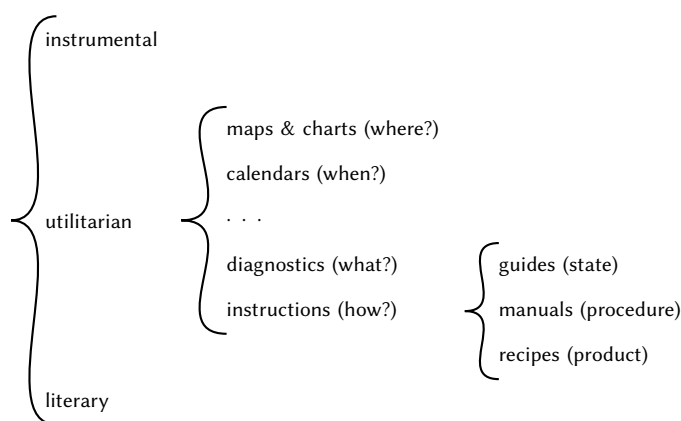 instrumental
maps & charts (where?)
calendars (when?)
utilitarian
. . .
diagnostics (what?)
guides (state)
instructions (how?)
manuals (procedure)
recipes (product)
literary